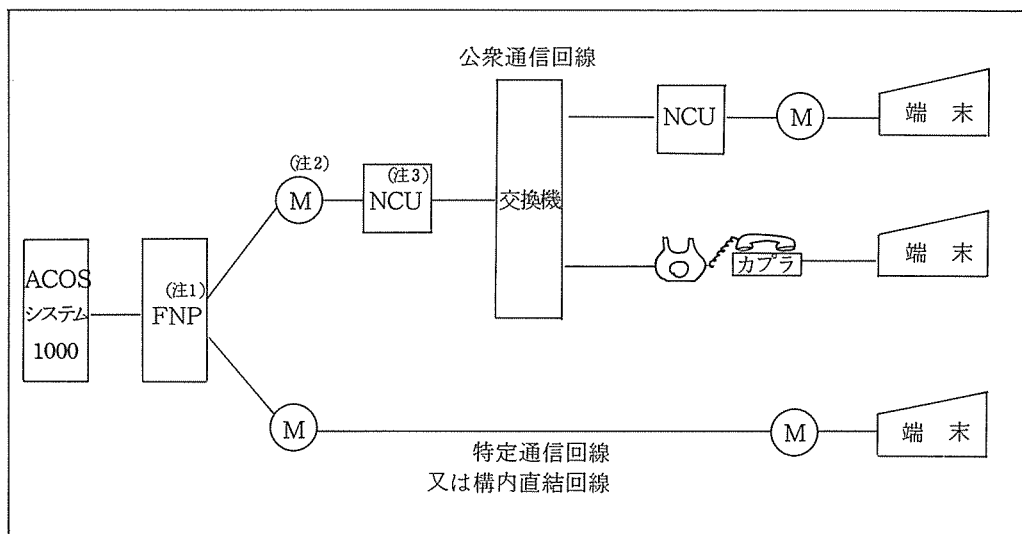 公衆通信回線
NCU
M
端末
(注2)
M
(注3)
NCU
交換機
カプラ
端末
ACOS
システム
1000
(注1)
FNP
M
M
端末
特定通信回線
又は構内直結回線